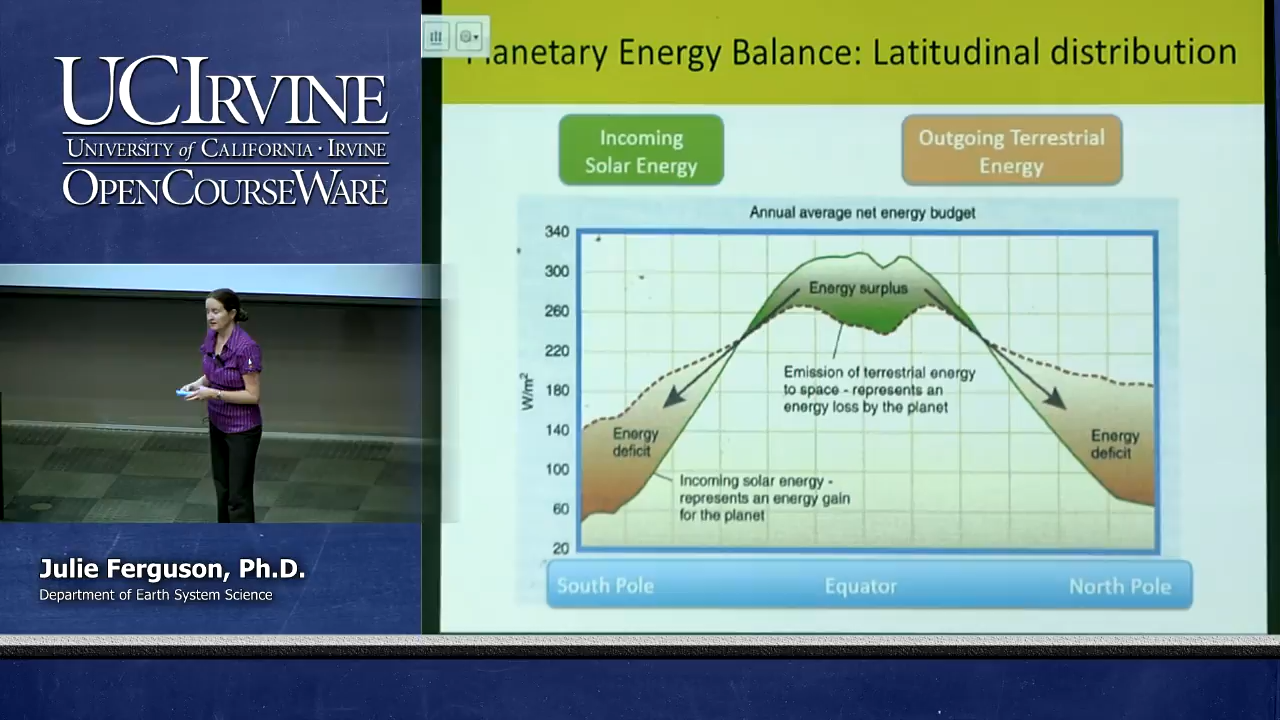 UCIRVINE
UNIVERSITY of CALIFORNIA · IRVINE
OPENCOURSEWARE
Julie Ferguson, Ph.D.
Department of Earth System Science
Planetary Energy Balance: Latitudinal distribution
Incoming
Solar Energy
Outgoing Terrestrial
Energy
Annual average net energy budget
340
300
260
220
180
140
100
60
20
W/m²
Energy surplus
Emission of terrestrial energy
to space - represents an
energy loss by the planet
Energy
deficit
Energy
deficit
Incoming solar energy -
represents an energy gain
for the planet
South Pole
Equator
North Pole